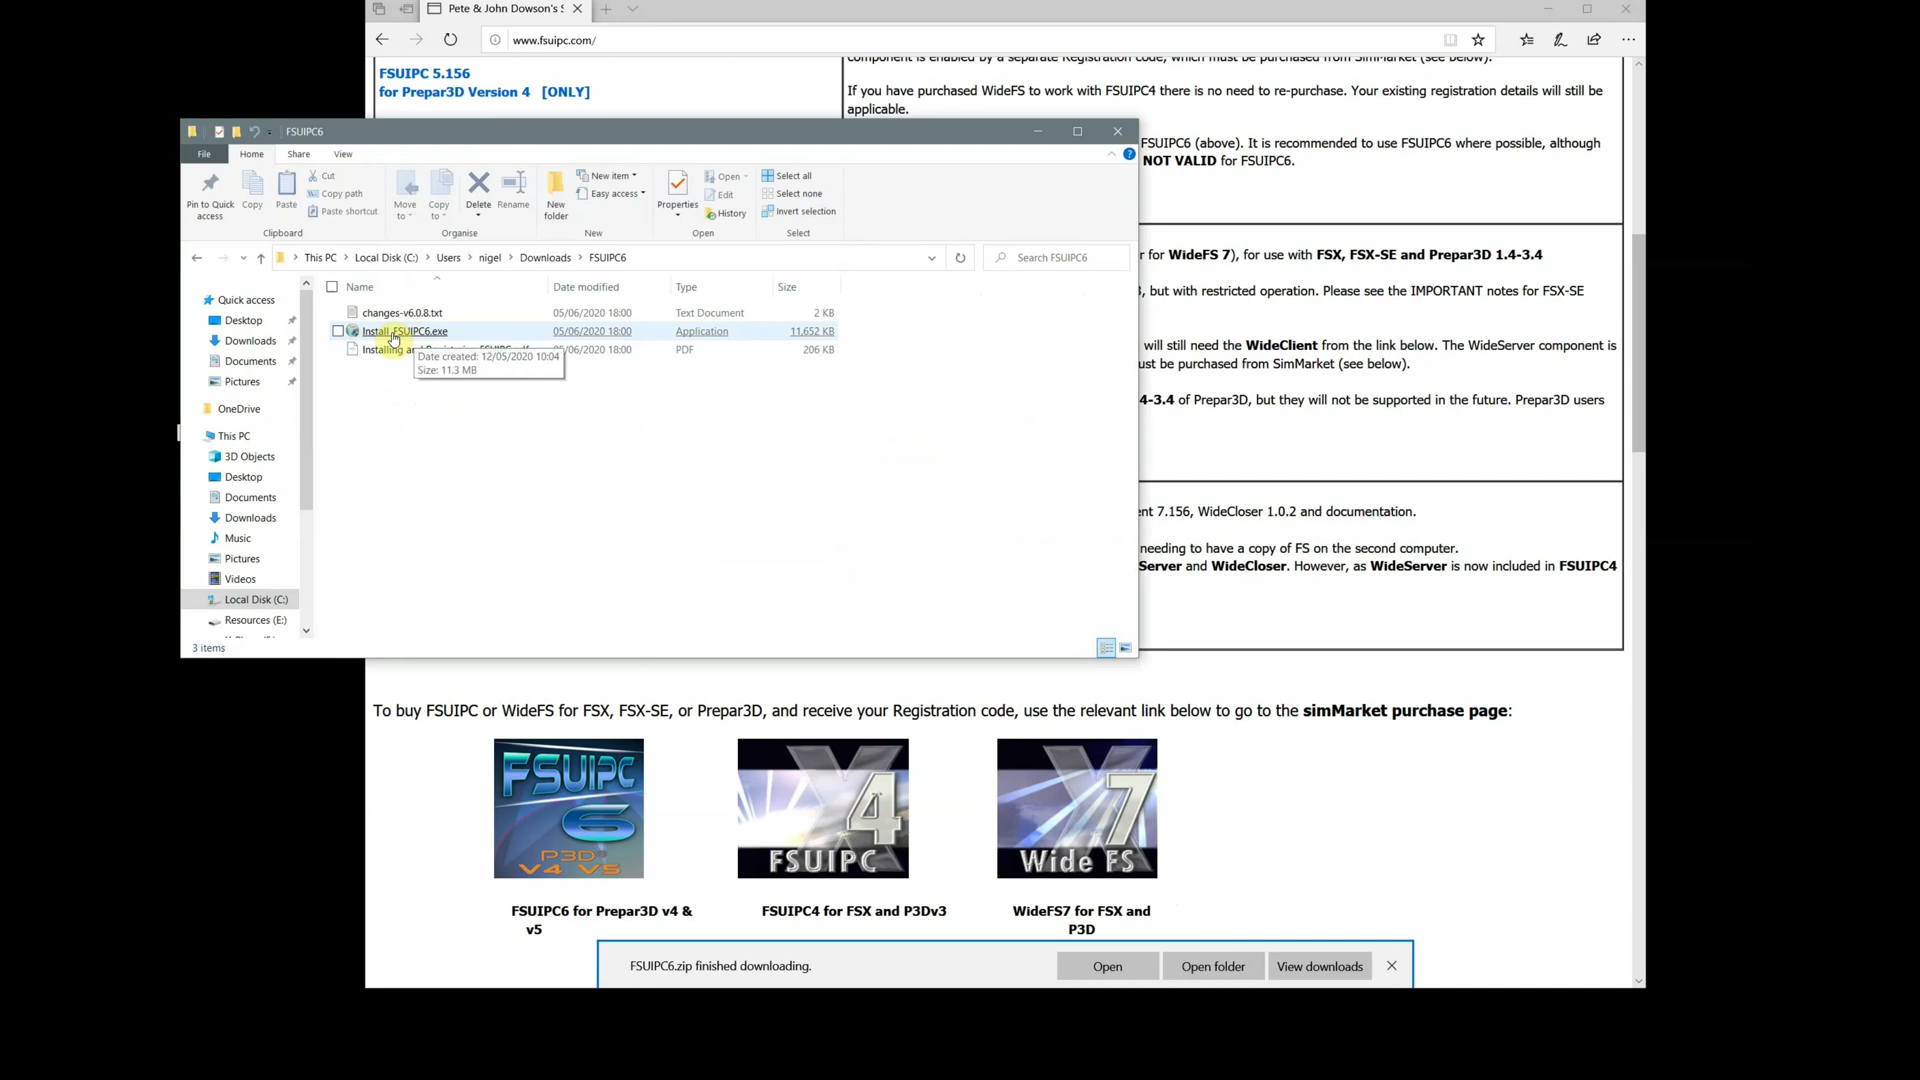 Pete & John Dowson's S
www.fsuipc.com/
FSUIPC 5.156
for Prepar3D Version 4 [ONLY]
component is enabled by a separate Registration code, which must be purchased from SimMarket (see below).
If you have purchased WideFS to work with FSUIPC4 there is no need to re-purchase. Your existing registration details will still be
applicable.
FSUIPC6 (above). It is recommended to use FSUIPC6 where possible, although
NOT VALID for FSUIPC6.
r for WideFS 7), for use with FSX, FSX-SE and Prepar3D 1.4-3.4
, but with restricted operation. Please see the IMPORTANT notes for FSX-SE
will still need the WideClient from the link below. The WideServer component is
ust be purchased from SimMarket (see below).
4-3.4 of Prepar3D, but they will not be supported in the future. Prepar3D users
ent 7.156, WideCloser 1.0.2 and documentation.
needing to have a copy of FS on the second computer.
Server and WideCloser. However, as WideServer is now included in FSUIPC4
FSUIPC6
File Home Share View
Pin to Quick access
Copy
Paste
Cut
Copy path
Paste shortcut
Clipboard
Move to
Copy to
Delete
Rename
Organise
New folder
New item
Easy access
New
Properties
Open
Edit
History
Open
Select all
Select none
Invert selection
Select
This PC > Local Disk (C:) > Users > nigel > Downloads > FSUIPC6
Search FSUIPC6
Name Date modified Type Size
changes-v6.0.8.txt 05/06/2020 18:00 Text Document 2 KB
Install_FSUIPC6.exe 05/06/2020 18:00 Application 11,652 KB
Installing 05/06/2020 18:00 PDF 206 KB
Date created: 12/05/2020 10:04
Size: 11.3 MB
Quick access
Desktop
Downloads
Documents
Pictures
OneDrive
This PC
3D Objects
Desktop
Documents
Downloads
Music
Pictures
Videos
Local Disk (C:)
Resources (E:)
3 items
To buy FSUIPC or WideFS for FSX, FSX-SE, or Prepar3D, and receive your Registration code, use the relevant link below to go to the simMarket purchase page:
FSUIPC
6
P3D
V4 V5
X
4
FSUIPC
X
7
Wide FS
FSUIPC6 for Prepar3D v4 &
v5
FSUIPC4 for FSX and P3Dv3
WideFS7 for FSX and
P3D
FSUIPC6.zip finished downloading.
Open
Open folder
View downloads